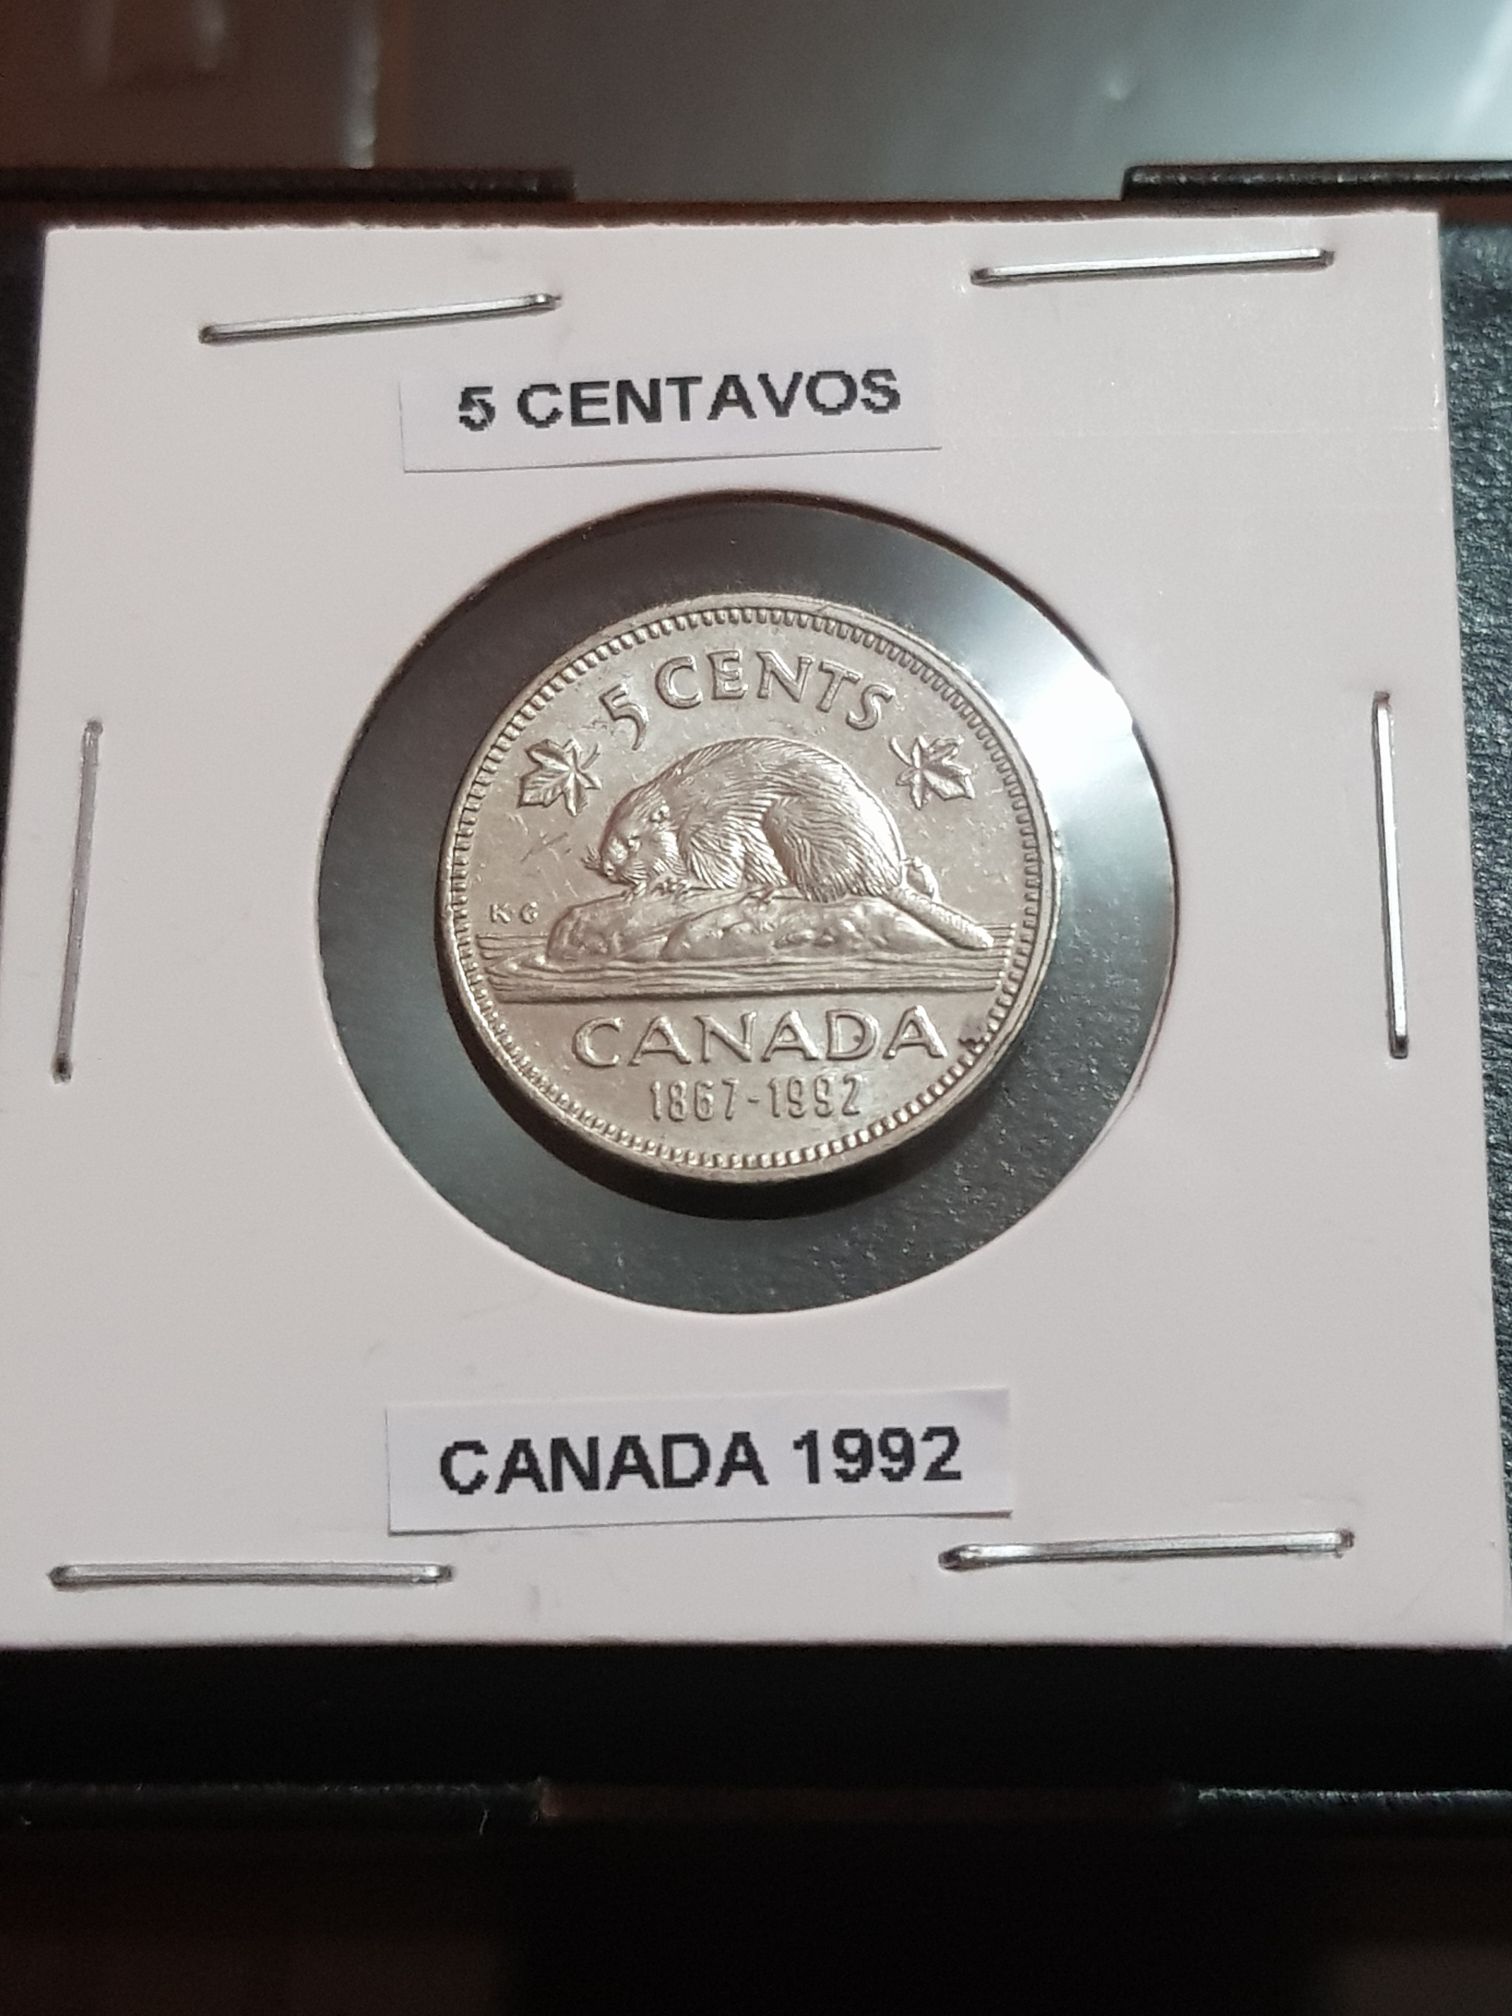 5 CENTAVOS
5 CENTS
KG
CANADA
1867-1992
CANADA 1992